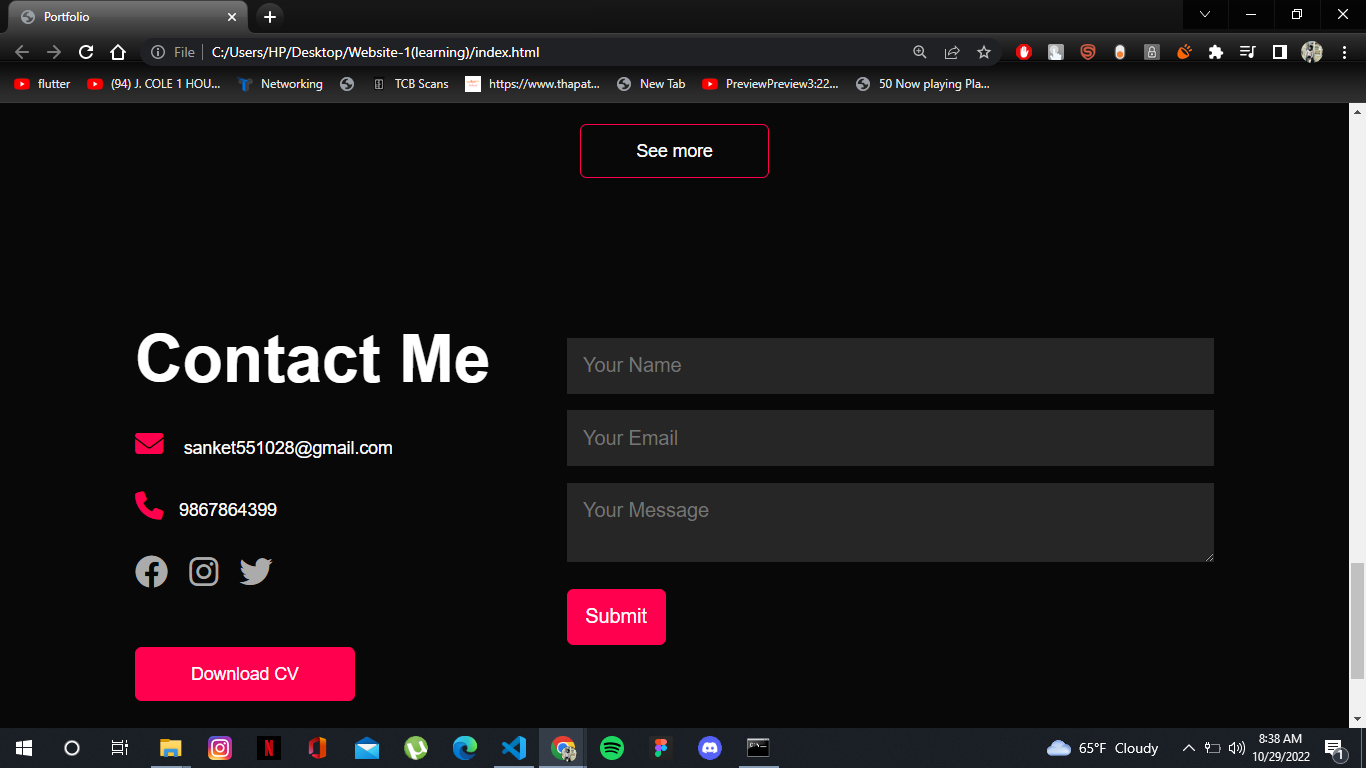 Portfolio
File
C:/Users/HP/Desktop/Website-1(learning)/index.html
flutter
(94) J. COLE 1 HOU...
Networking
TCB Scans
https://www.thapat...
New Tab
PreviewPreview3:22...
50 Now playing Pla...
See more
Contact Me
sanket551028@gmail.com
9867864399
Download CV
Your Name
Your Email
Your Message
Submit
65°F Cloudy
8:38 AM
10/29/2022
1